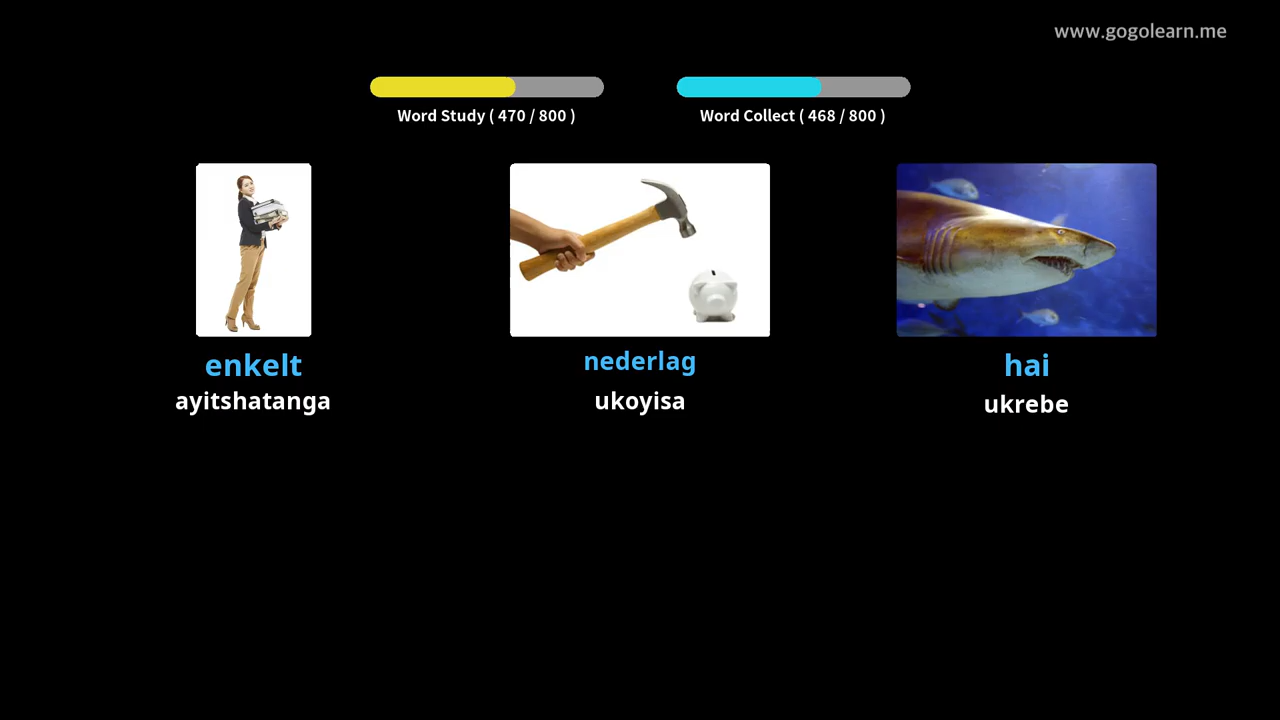 www.gogolearn.me
Word Study ( 470 / 800 )
Word Collect ( 468 / 800 )
enkelt
ayitshatanga
nederlag
ukoyisa
hai
ukrebe